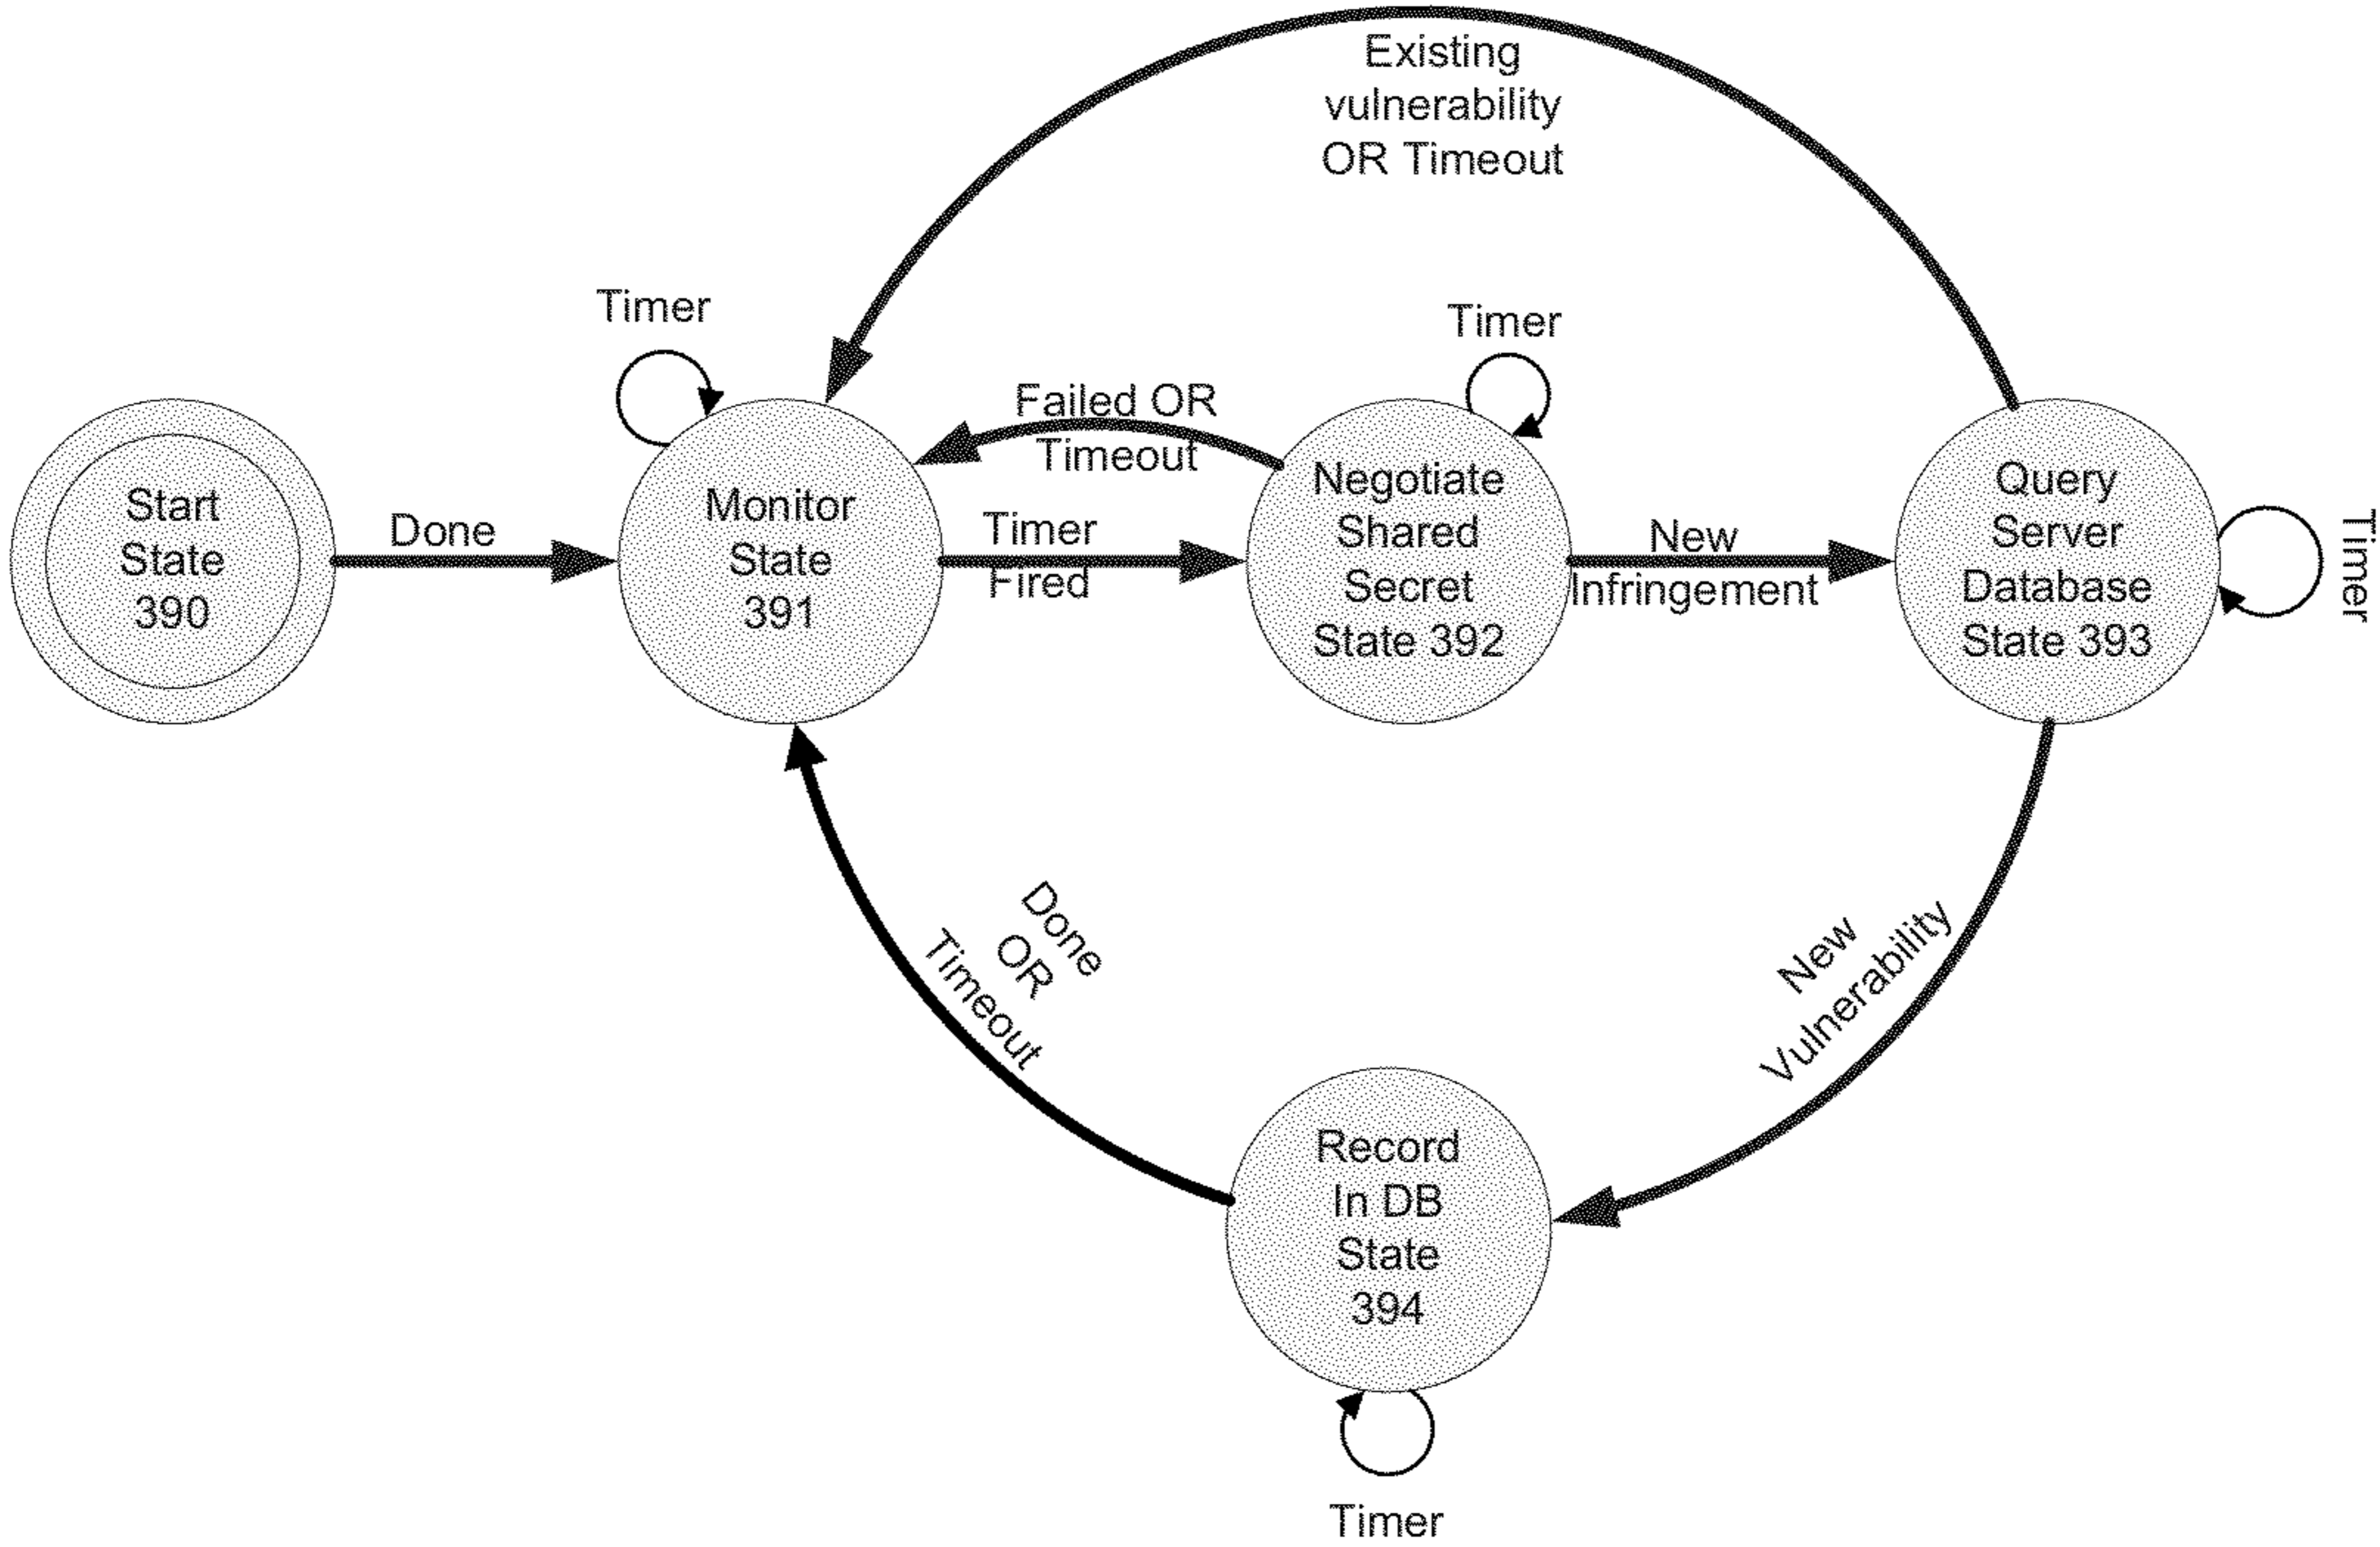 Existing
vulnerability
OR Timeout
Timer
Timer
Failed OR
Timeout
Start
State
390
Done
Monitor
State
391
Timer
Fired
Negotiate
Shared
Secret
State 392
New
Infringement
Query
Server
Database
State 393
Timer
Done
OR
Timeout
New
Vulnerability
Record
In DB
State
394
Timer